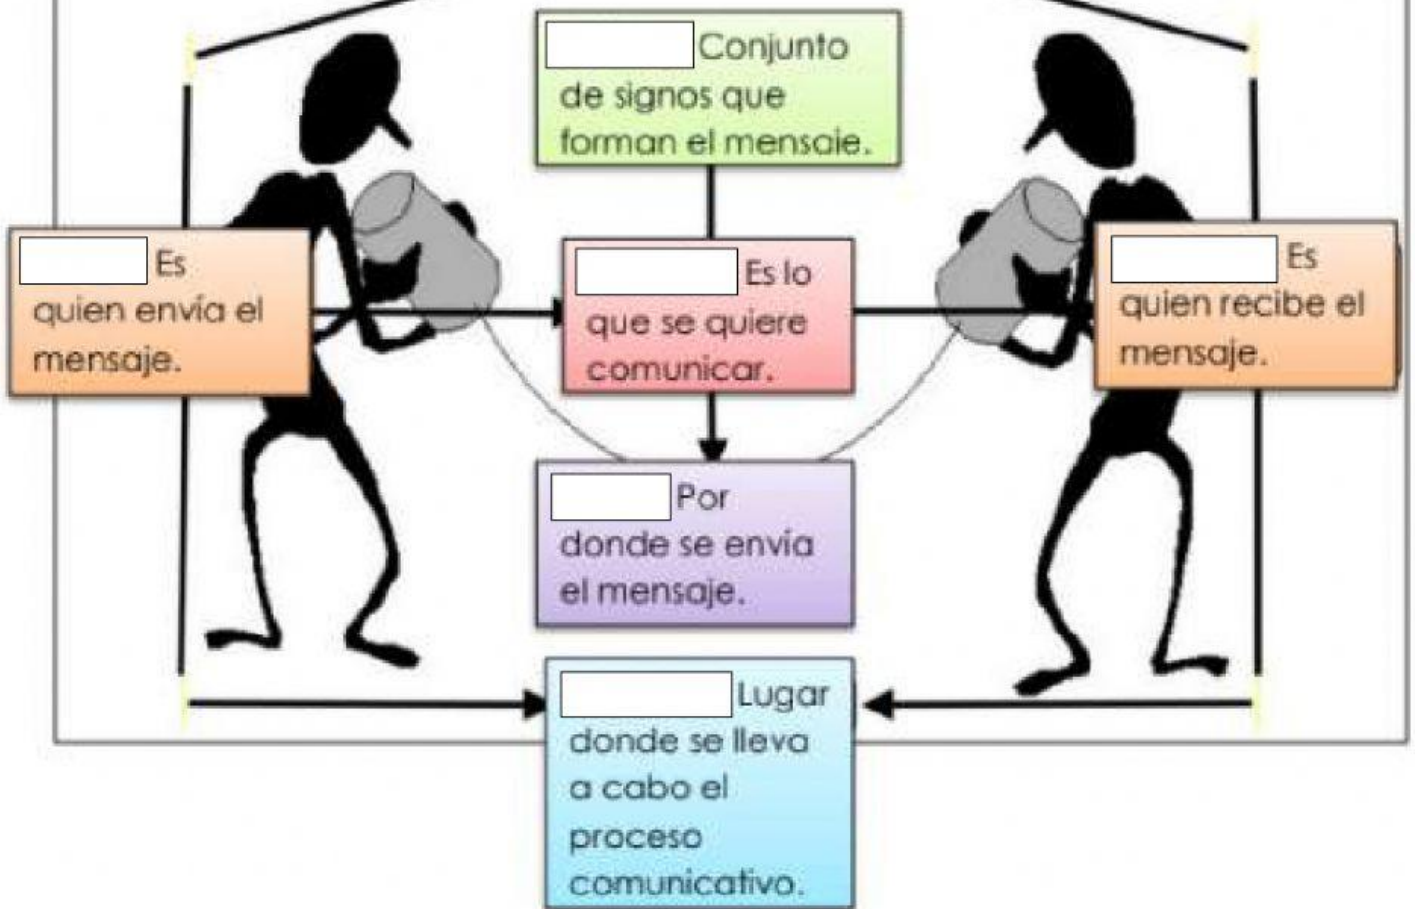 Conjunto
de signos que
forman el mensaie.
Es
quien envía el
mensaje.
Es lo
que se quiere
comunicar.
Es
quien recibe el
mensaje.
Por
donde se envía
el mensaje.
Lugar
donde se lleva
a cabo el
proceso
comunicativo.